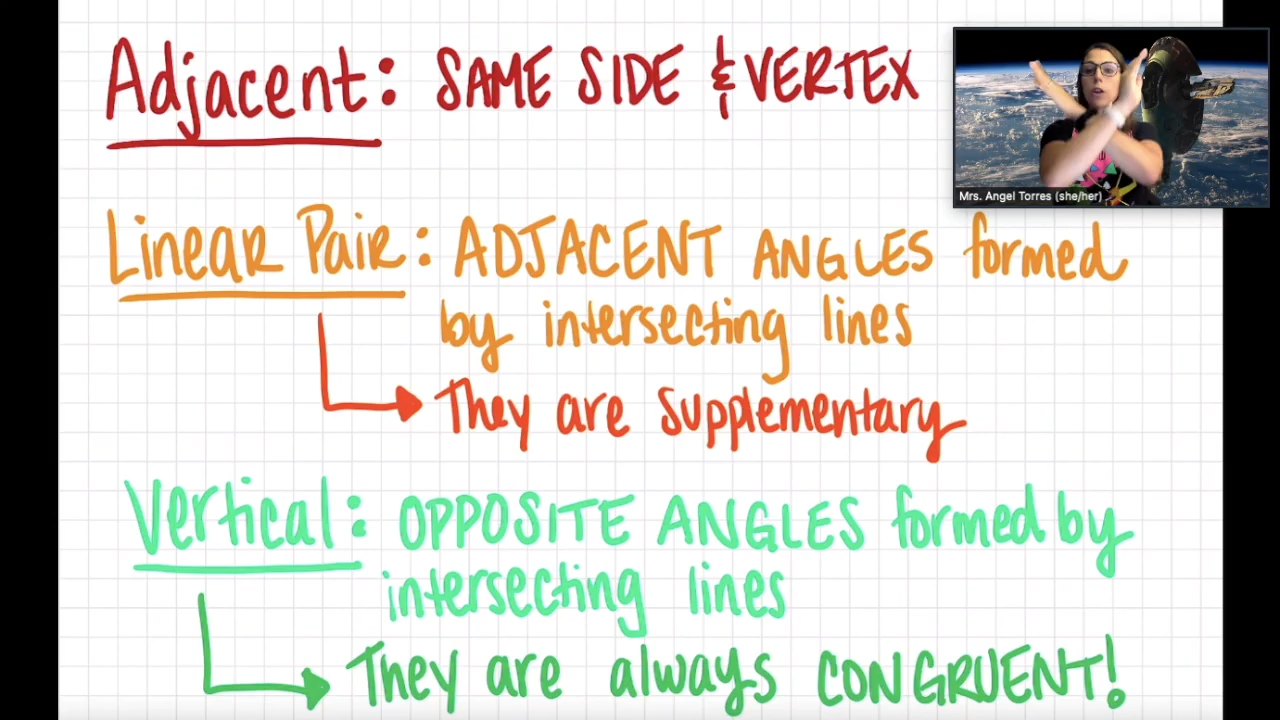 Adjacent: SAME SIDE & VERTEX
Mrs. Angel Torres (she/her)
Linear Pair: ADJACENT ANGLES formed
by intersecting lines
They are supplementary
Vertical: OPPOSITE ANGLES formed by
intersecting lines
They are always CONGRUENT!